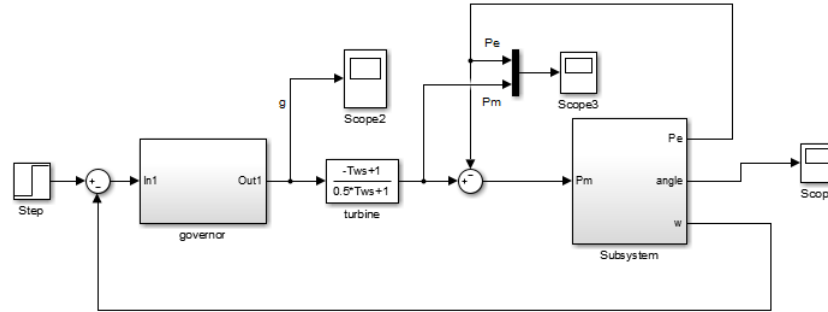 Pe
Pm
Scope3
g
Scope2
Step
+
-
In1
Out1
governor
-Tws+1
0.5*Tws+1
turbine
-
Pm
Pe
angle
w
Subsystem
Scop